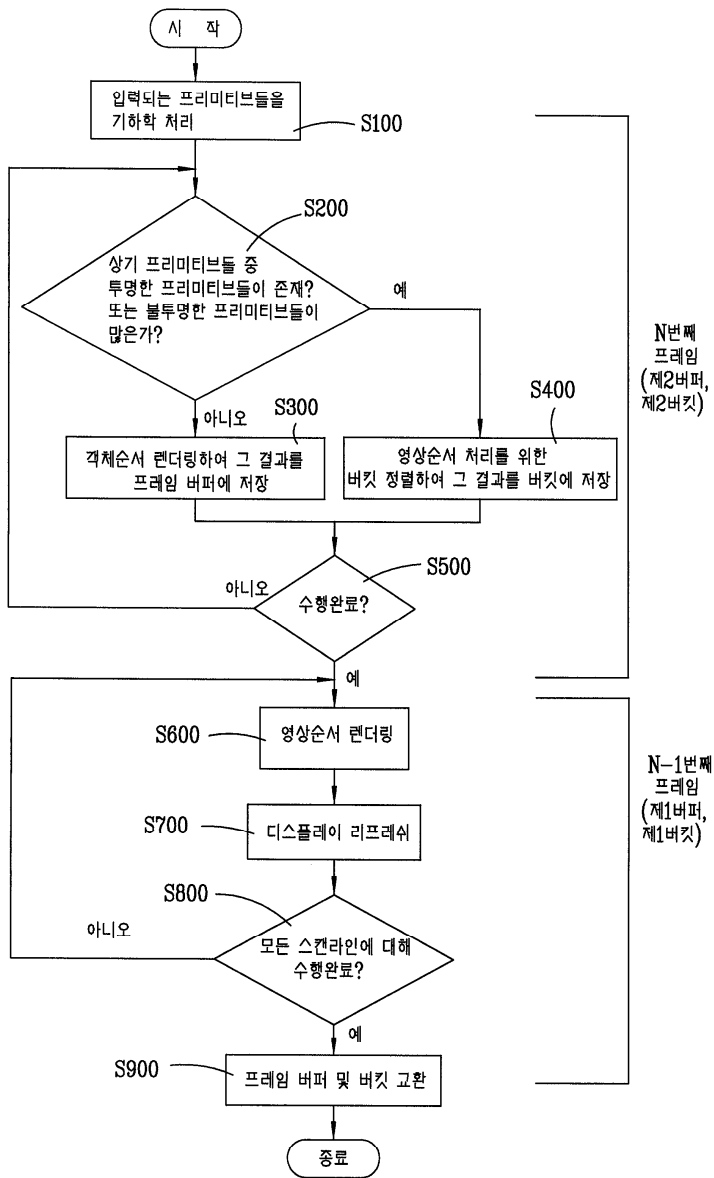 시 작
입력되는 프리미티브들을
기하학 처리
S100
S200
상기 프리미티브들 중
투명한 프리미티브들이 존재?
또는 불투명한 프리미티브들이
많은가?
예
아니오
S300
객체순서 렌더링하여 그 결과를
프레임 버퍼에 저장
S400
영상순서 처리를 위한
버킷 정렬하여 그 결과를 버킷에 저장
N번째
프레임
(제2버퍼,
제2버킷)
S500
아니오
수행완료?
예
S600
영상순서 렌더링
S700
디스플레이 리프레쉬
N-1번째
프레임
(제1버퍼,
제1버킷)
S800
아니오
모든 스캔라인에 대해
수행완료?
예
S900
프레임 버퍼 및 버킷 교환
종료